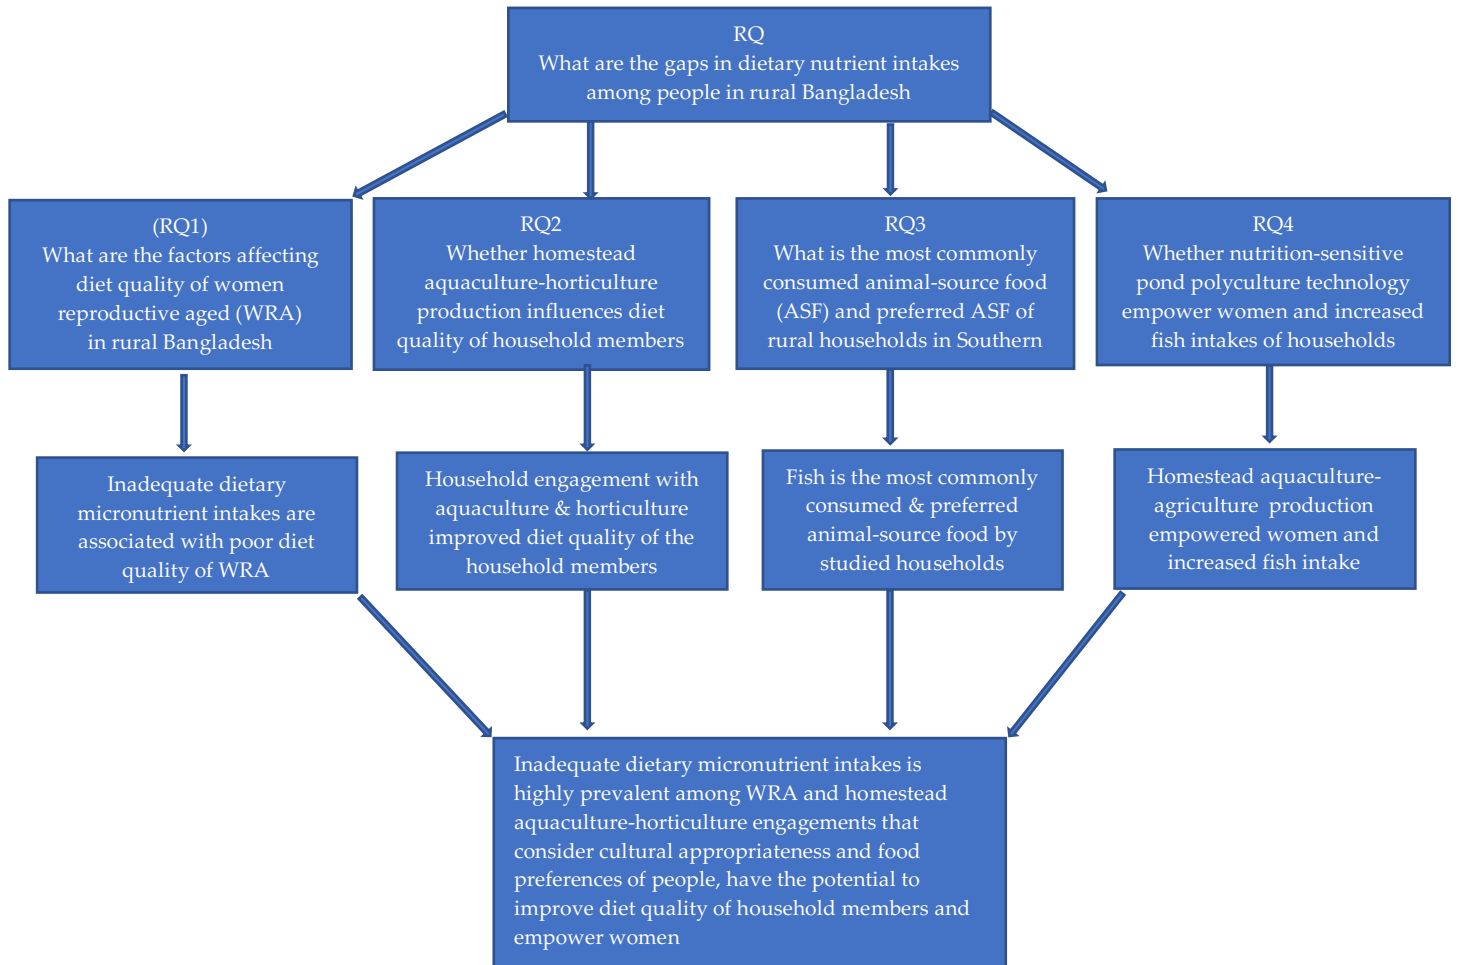 RQ
What are the gaps in dietary nutrient intakes
among people in rural Bangladesh
(RQ1)
What are the factors affecting
diet quality of women
reproductive aged (WRA)
in rural Bangladesh
RQ2
Whether homestead
aquaculture-horticulture
production influences diet
quality of household members
RQ3
What is the most commonly
consumed animal-source food
(ASF) and preferred ASF of
rural households in Southern
RQ4
Whether nutrition-sensitive
pond polyculture technology
empower women and increased
fish intakes of households
Inadequate dietary
micronutrient intakes are
associated with poor diet
quality of WRA
Household engagement with
aquaculture & horticulture
improved diet quality of the
household members
Fish is the most commonly
consumed & preferred
animal-source food by
studied households
Homestead aquaculture-
agriculture production
empowered women and
increased fish intake
Inadequate dietary micronutrient intakes is
highly prevalent among WRA and homestead
aquaculture-horticulture engagements that
consider cultural appropriateness and food
preferences of people, have the potential to
improve diet quality of household members and
empower women